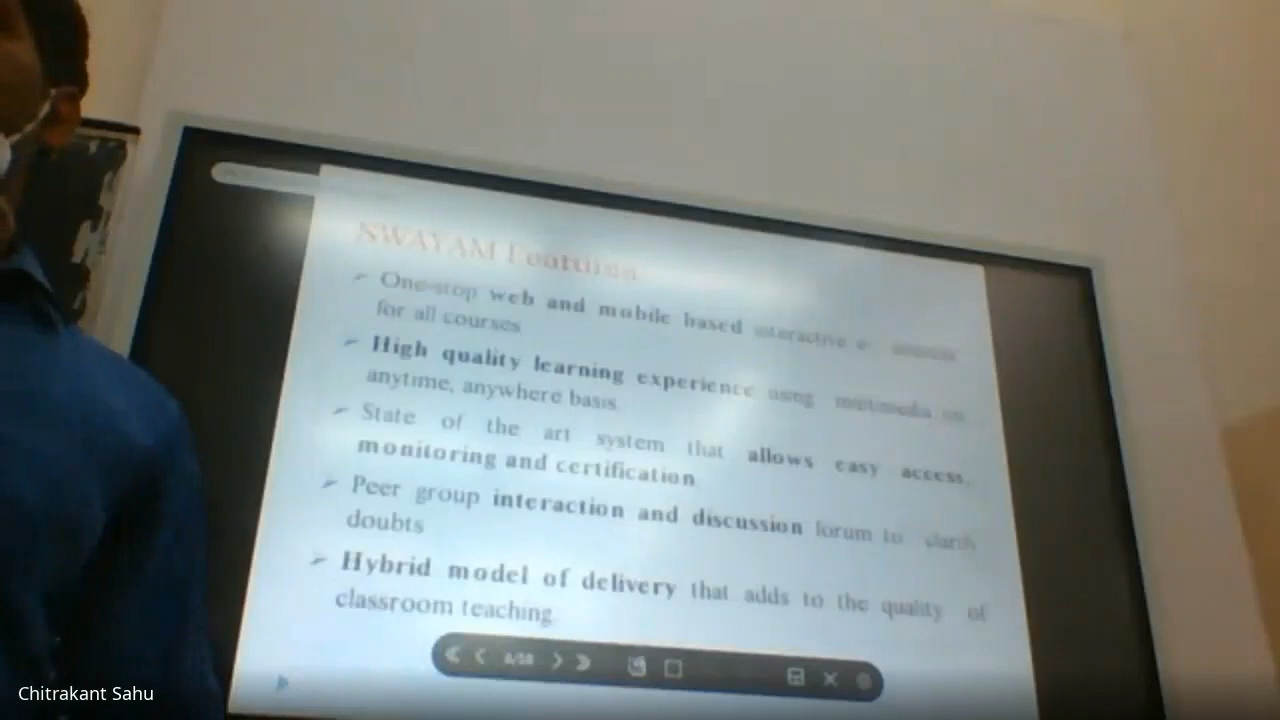 SWAYAM Features
➢ One-stop web and mobile based interactive e-
for all courses
➢ High quality learning experience using multimedia on
anytime, anywhere basis.
➢ State of the art system that allows easy access,
monitoring and certification
➢ Peer group interaction and discussion forum to clarify
doubts
➢ Hybrid model of delivery that adds to the quality of
classroom teaching
Chitrakant Sahu